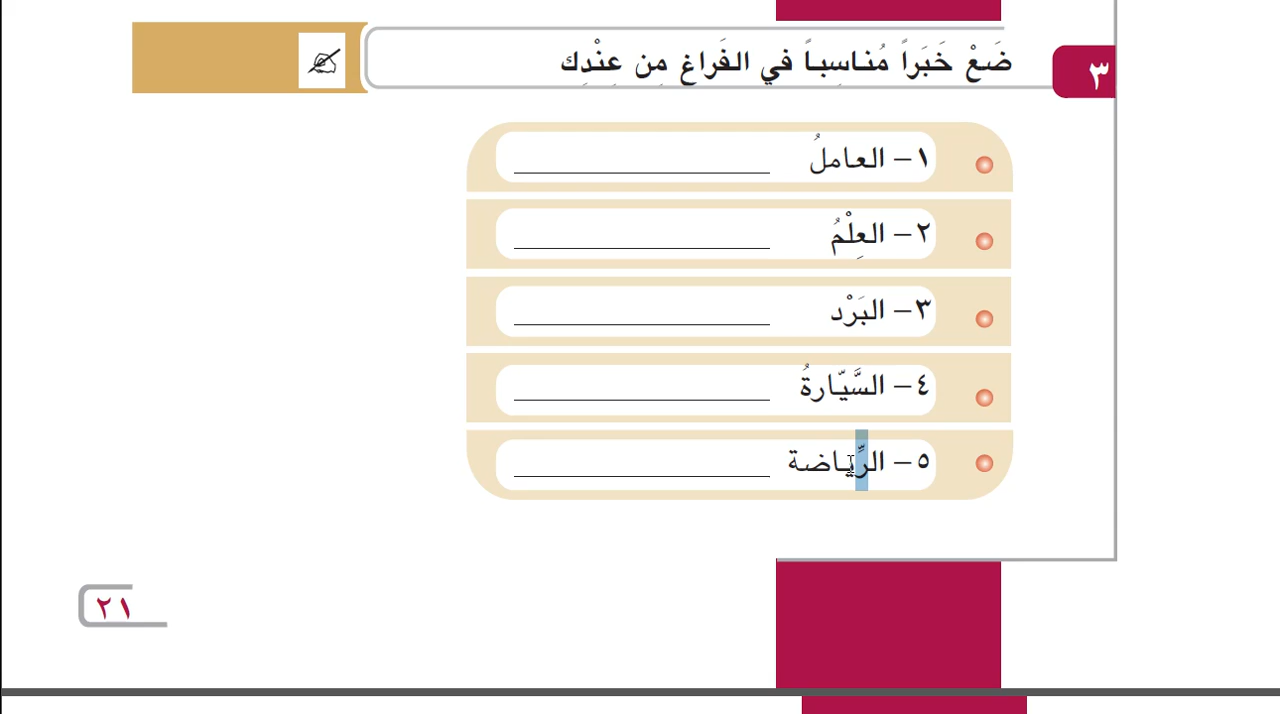 ٣
ضَعْ خَبَراً مُناسِباً في الفَراغِ مِن عِنْدِك
١- العاملُ
٢- العِلْمُ
٣- البَرْد
٤- السَّيّارةُ
٥- الرِّياضة
٢١